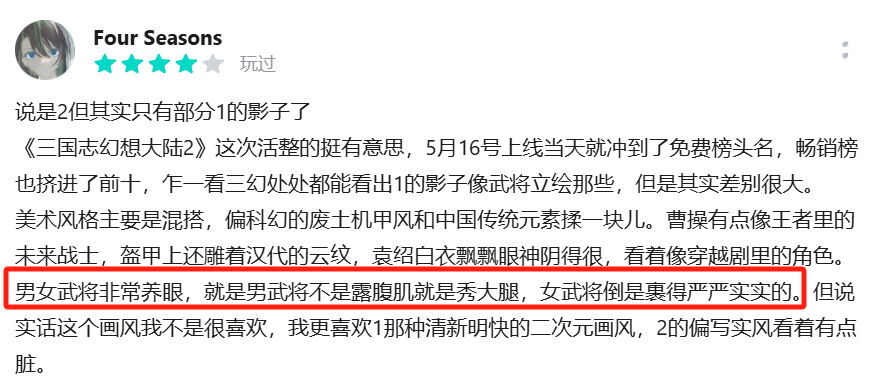 Four Seasons
玩过
说是2但其实只有部分1的影子了
《三国志幻想大陆2》这次活整的挺有意思，5月16号上线当天就冲到了免费榜头名，畅销榜
也挤进了前十，乍一看三幻处处都能看出1的影子像武将立绘那些，但是其实差别很大。
美术风格主要是混搭，偏科幻的废土机甲风和中国传统元素揉一块儿。曹操有点像王者里的
未来战士，盔甲上还雕着汉代的云纹，袁绍白衣飘飘眼神阴得很，看着像穿越剧里的角色。
男女武将非常养眼，就是男武将不是露腹肌就是秀大腿，女武将倒是裹得严严实实的。但说
实话这个画风我不是很喜欢，我更喜欢1那种清新明快的二次元画风，2的偏写实风看着有点
脏。